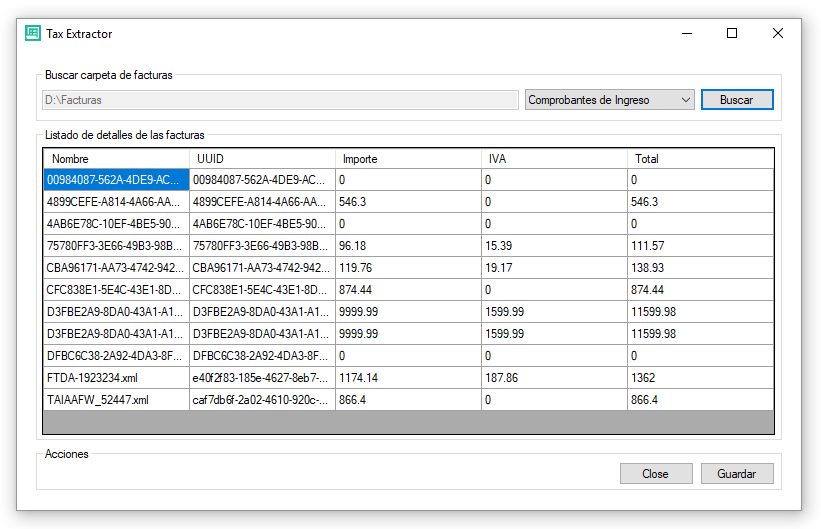 Tax Extractor
Buscar carpeta de facturas
D:\Facturas Comprobantes de Ingreso Buscar
Listado de detalles de las facturas
Nombre UUID Importe IVA Total
00984087-562A-4DE9-AC... 00984087-562A-4DE9-AC... 0 0 0
4899CEFE-A814-4A66-AA... 4899CEFE-A814-4A66-AA... 546.3 0 546.3
4AB6E78C-10EF-4BE5-90... 4AB6E78C-10EF-4BE5-90... 0 0 0
75780FF3-3E66-49B3-98B... 75780FF3-3E66-49B3-98B... 96.18 15.39 111.57
CBA96171-AA73-4742-942... CBA96171-AA73-4742-942... 119.76 19.17 138.93
CFC838E1-5E4C-43E1-8D... CFC838E1-5E4C-43E1-8D... 874.44 0 874.44
D3FBE2A9-8DA0-43A1-A1... D3FBE2A9-8DA0-43A1-A1... 9999.99 1599.99 11599.98
D3FBE2A9-8DA0-43A1-A1... D3FBE2A9-8DA0-43A1-A1... 9999.99 1599.99 11599.98
DFBC6C38-2A92-4DA3-8F... DFBC6C38-2A92-4DA3-8F... 0 0 0
FTDA-1923234.xml e40f2f83-185e-4627-8eb7-... 1174.14 187.86 1362
TAIAAFW_52447.xml caf7db6f-2a02-4610-920c-... 866.4 0 866.4
Acciones
Close Guardar